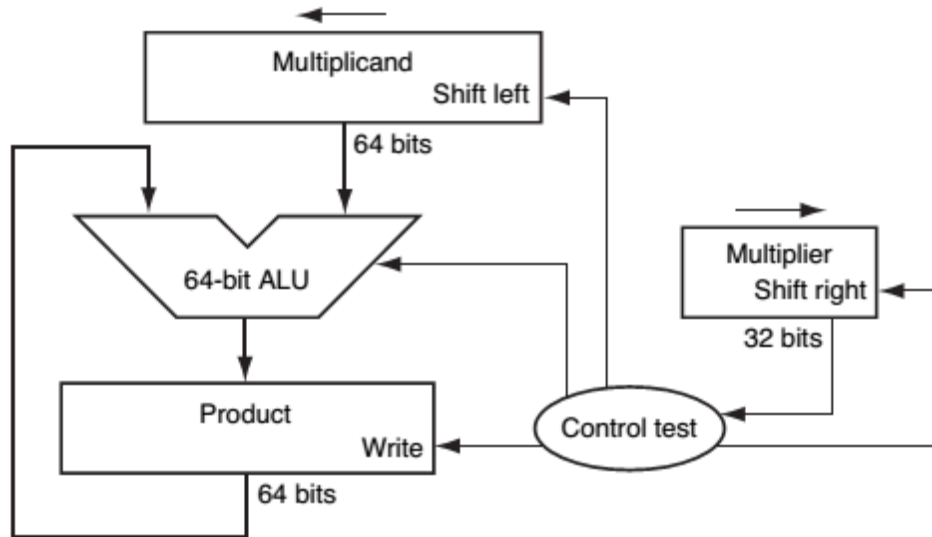 Multiplicand
Shift left
64 bits
64-bit ALU
Multiplier
Shift right
32 bits
Product
Write
Control test
64 bits